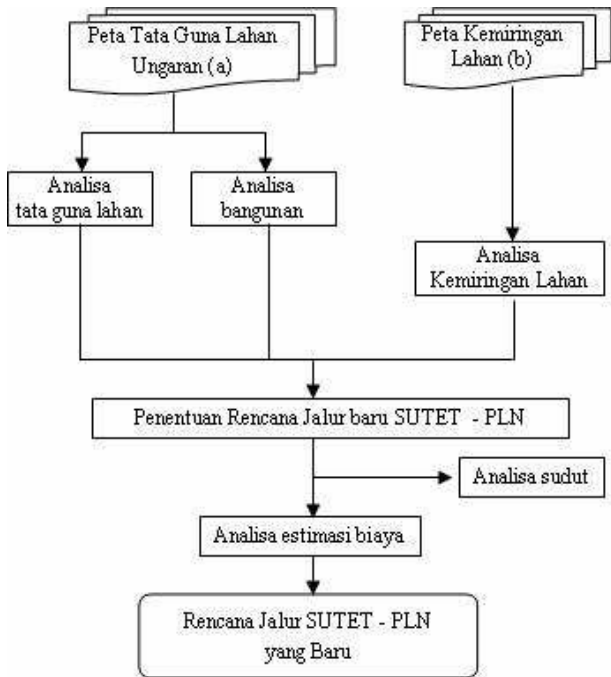 Peta Tata Guna Lahan
Ungaran (a)
Peta Kemiringan
Lahan (b)
Analisa
tata guna lahan
Analisa
bangunan
Analisa
Kemiringan Lahan
Penentuan Rencana Jalur baru SUTET - PLN
Analisa sudut
Analisa estimasi biaya
Rencana Jalur SUTET - PLN
yang Baru